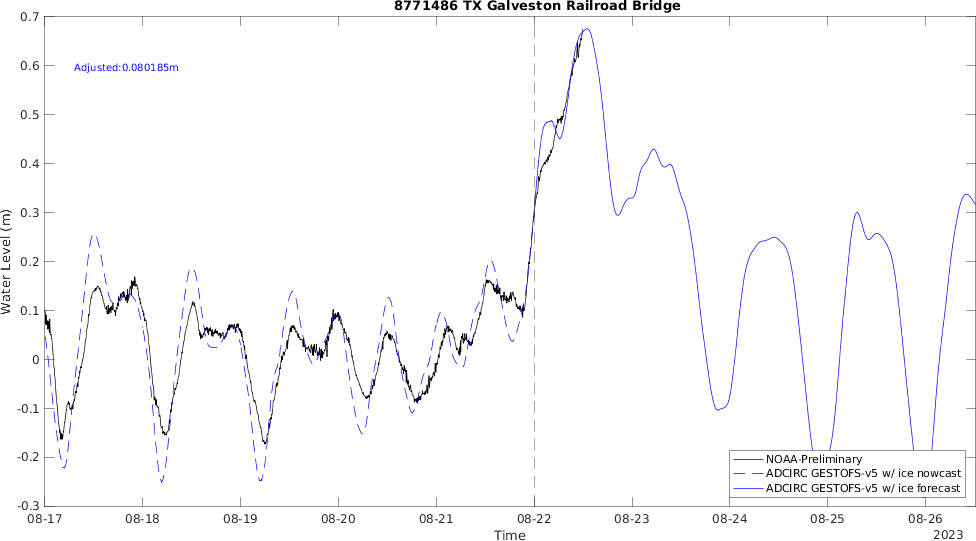 8771486 TX Galveston Railroad Bridge
Adjusted:0.080185m
Water Level (m)
0.7
0.6
0.5
0.4
0.3
0.2
0.1
0
-0.1
-0.2
-0.3
NOAA-Preliminary
ADCIRC GESTOFS-v5 w/ ice nowcast
ADCIRC GESTOFS-v5 w/ ice forecast
08-17 08-18 08-19 08-20 08-21 08-22 08-23 08-24 08-25 08-26
Time
2023